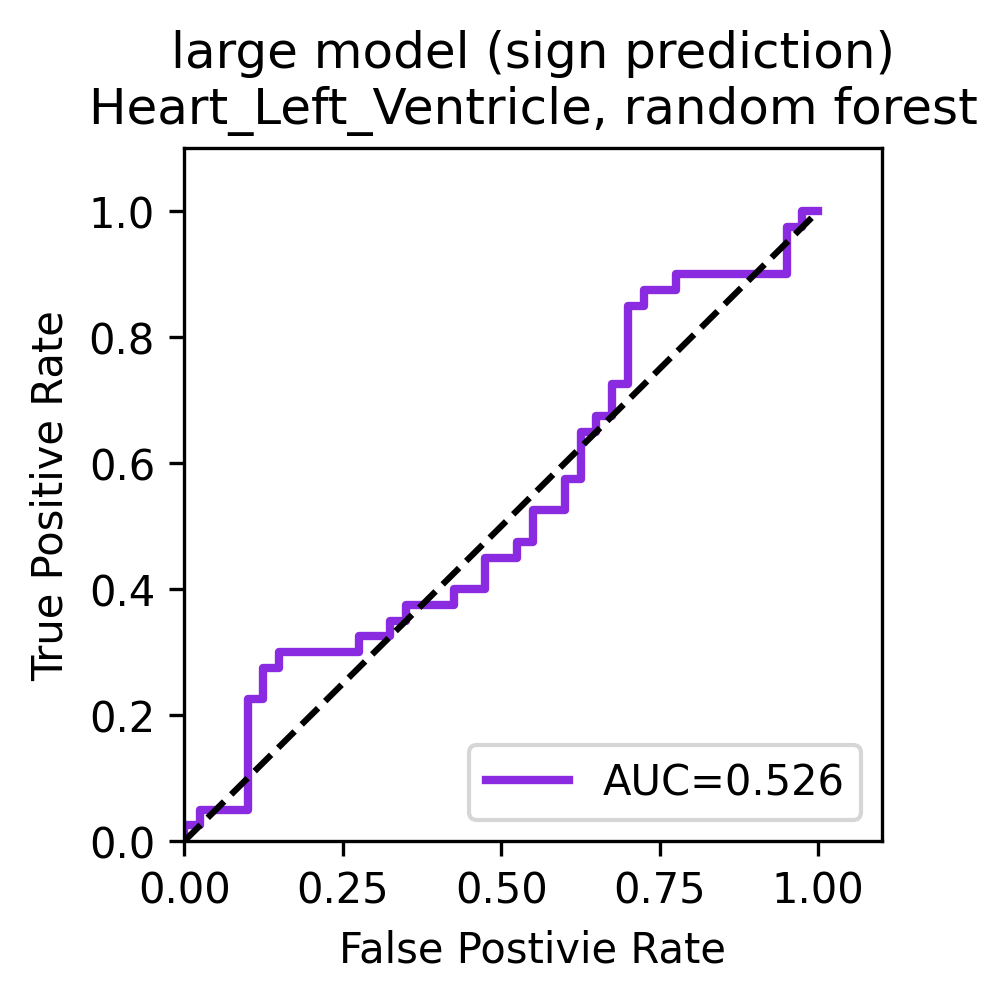 large model (sign prediction)
Heart_Left_Ventricle, random forest
1.0
0.8
0.6
0.4
0.2
0.0
True Positive Rate
AUC=0.526
0.00 0.25 0.50 0.75 1.00
False Postivie Rate